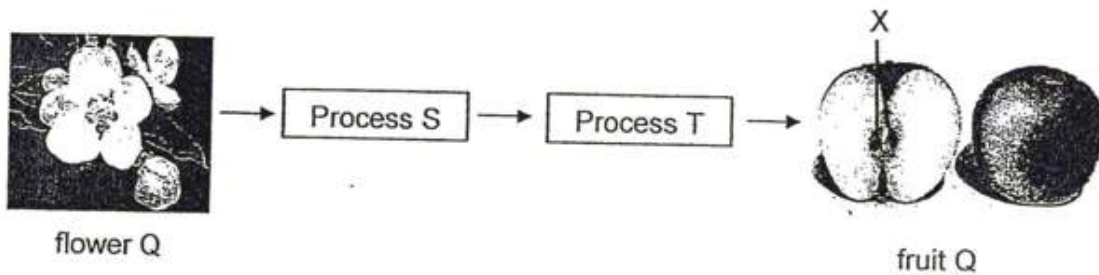 X
Process S
Process T
flower Q
fruit Q